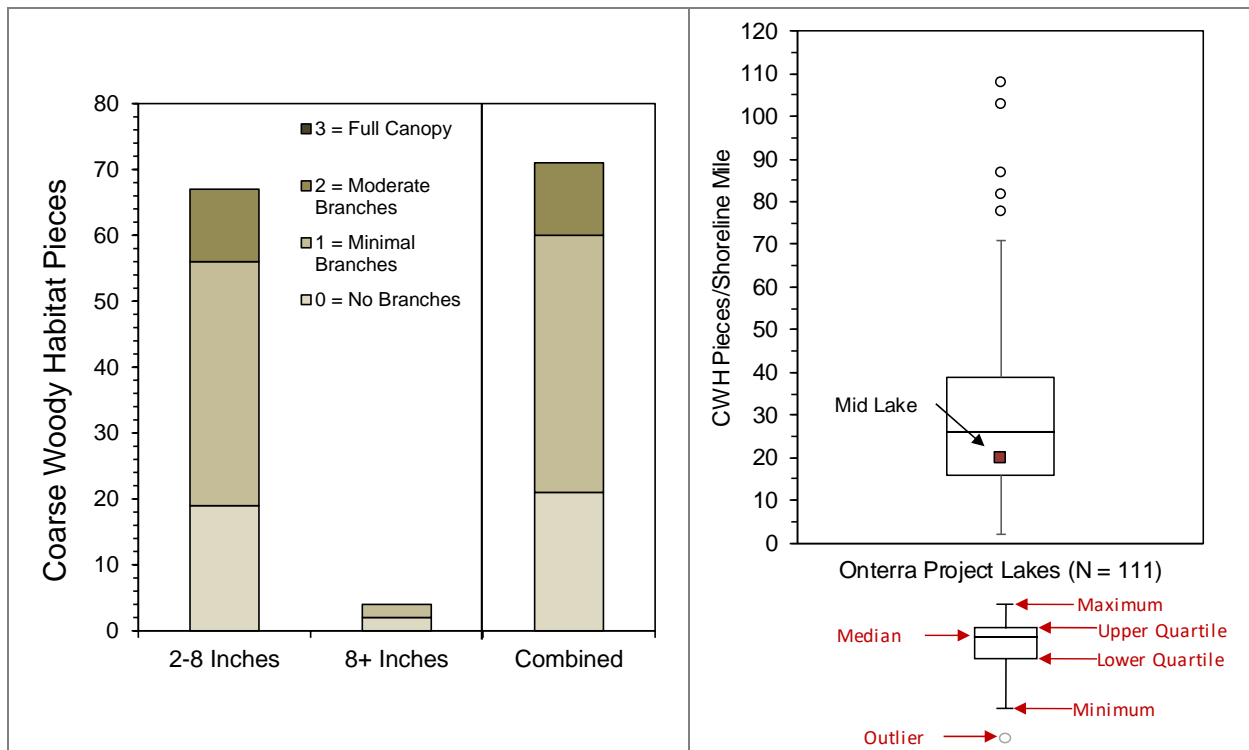 Coarse Woody Habitat Pieces
80
70
60
50
40
30
20
10
0
3 = Full Canopy
2 = Moderate
Branches
1 = Minimal
Branches
0 = No Branches
2-8 Inches
8+ Inches
Combined
CWH Pieces/Shoreline Mile
120
110
100
90
80
70
60
50
40
30
20
10
0
Mid Lake
Onterra Project Lakes (N = 111)
Maximum
Upper Quartile
Median
Lower Quartile
Minimum
Outlier